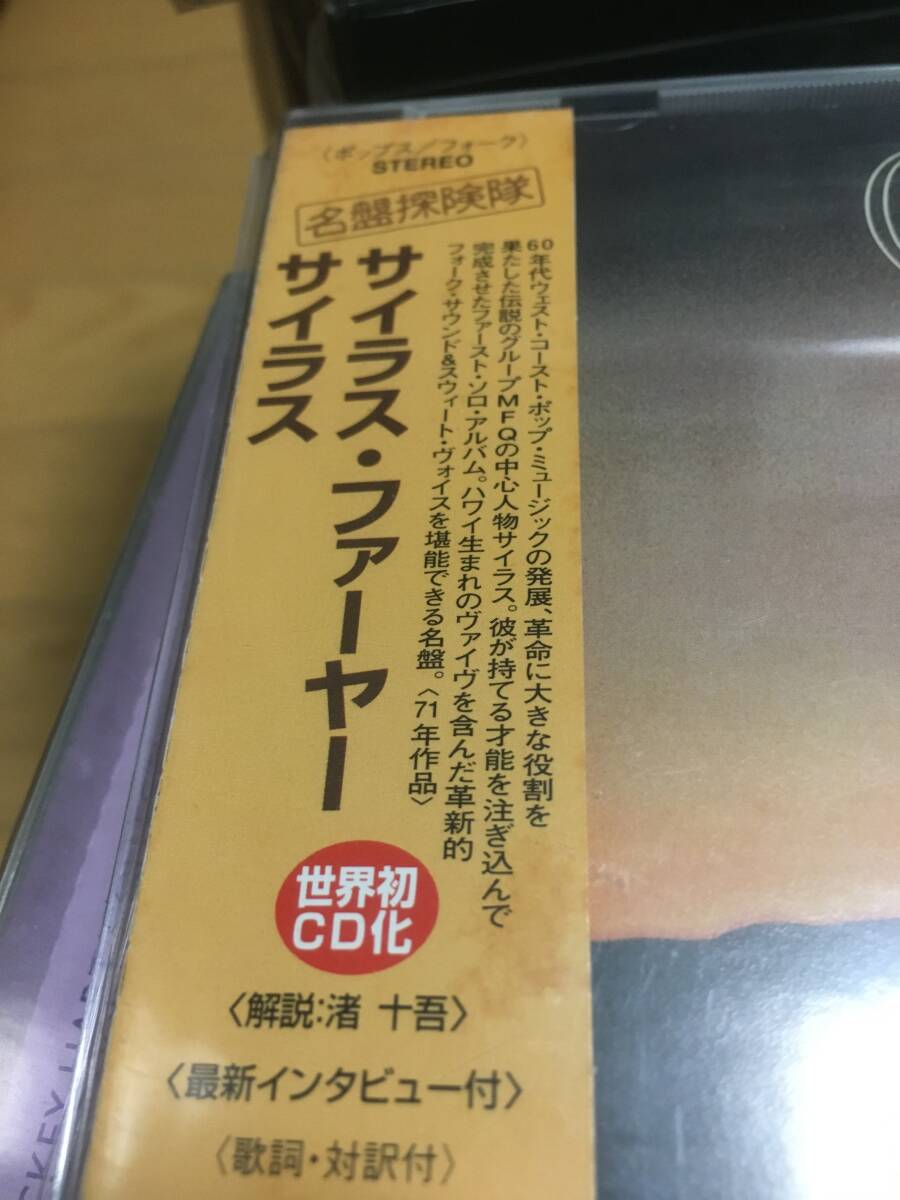 〈ポップス/フォーク〉
STEREO
名盤探険隊
サイラス・ファーヤー
サイラス
60年代ウェスト・コースト・ポップ・ミュージックの発展、革命に大きな役割を
果たした伝説のグループMFQの中心人物サイラス。彼が持てる才能を注ぎ込んで
完成させたファースト・ソロ・アルバム。ハワイ生まれのヴァイヴを含んだ革新的
フォーク・サウンド&スウィート・ヴォイスを堪能できる名盤。〈71年作品〉
世界初
CD化
〈解説:渚 十吾〉
〈最新インタビュー付〉
〈歌詞・対訳付〉